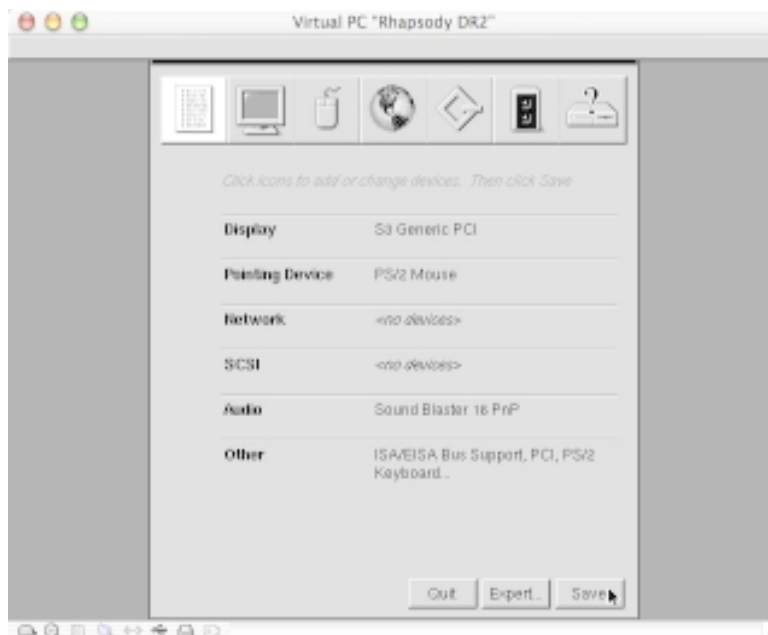 Virtual PC "Rhapsody DR2"
Click icons to add or change devices. Then click Save
Display S3 Generic PCI
Pointing Device PS/2 Mouse
Network <no devices>
SCSI <no devices>
Audio Sound Blaster 16 PnP
Other ISA/EISA Bus Support, PCI, PS/2
Keyboard...
Quit Expert... Save